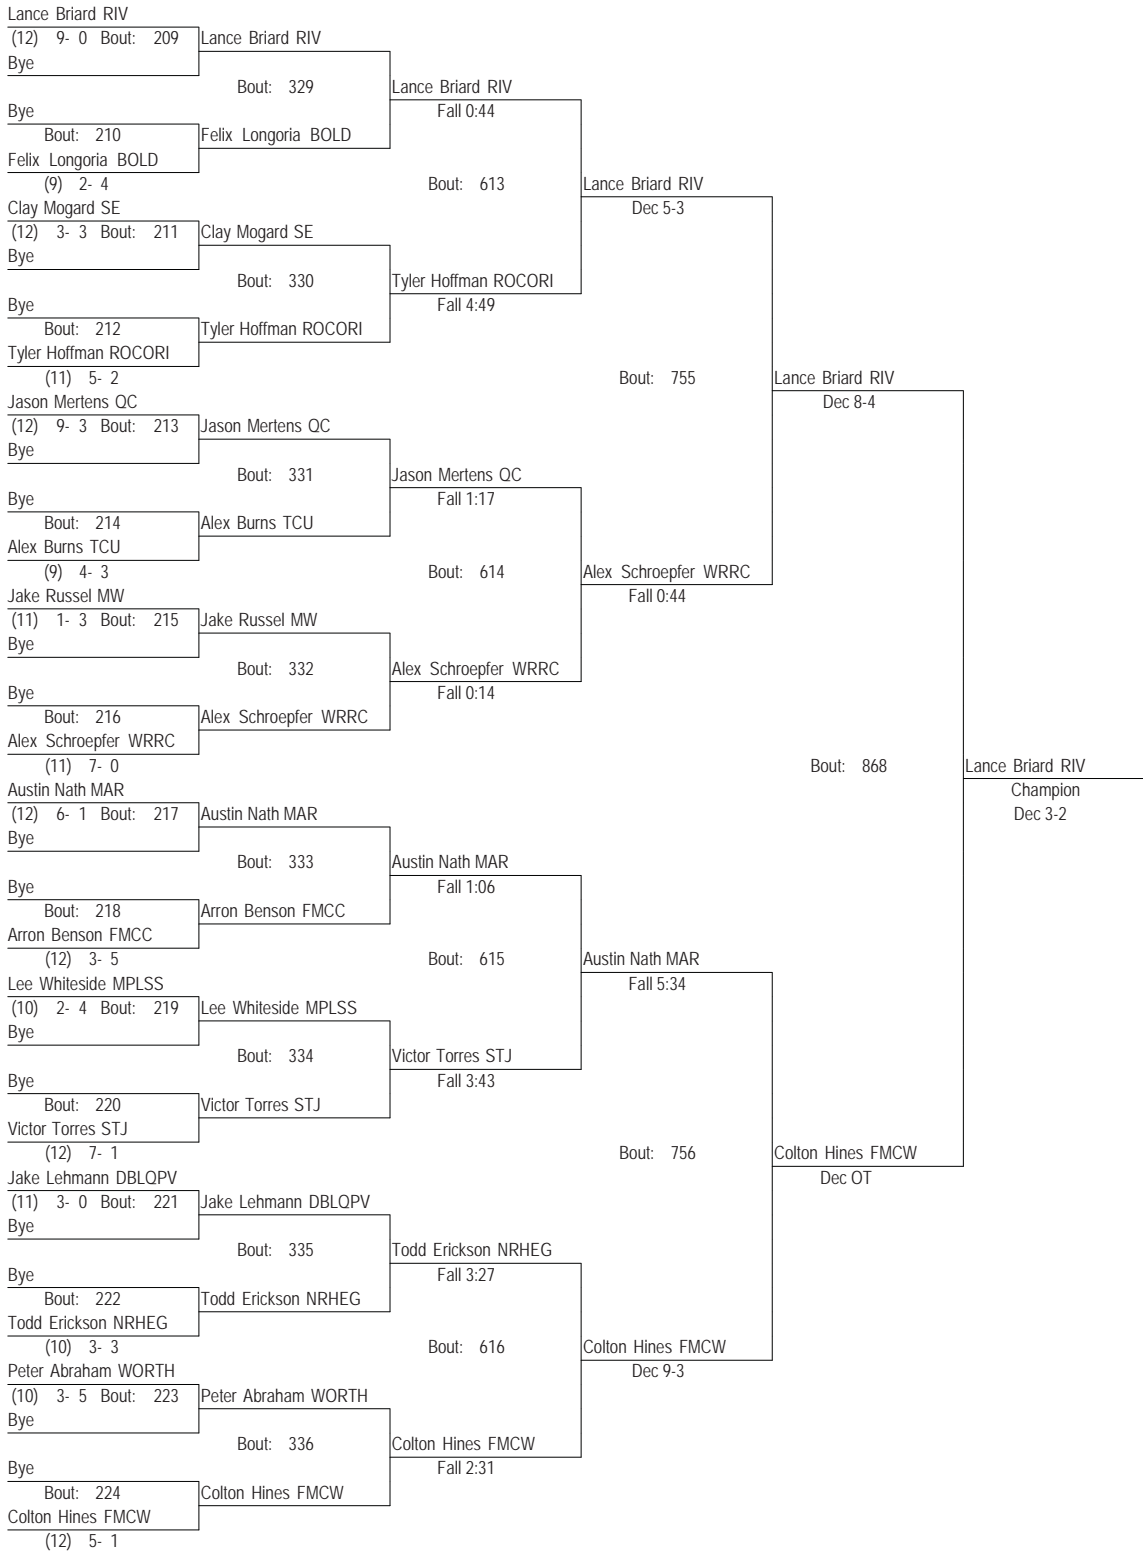 Lance Briard RIV
(12) 9- 0 Bout: 209 Lance Briard RIV
Bye
Bout: 329 Lance Briard RIV
Bye Fall 0:44
Bout: 210 Felix Longoria BOLD
Felix Longoria BOLD
(9) 2- 4 Bout: 613 Lance Briard RIV
Clay Mogard SE Dec 5-3
(12) 3- 3 Bout: 211 Clay Mogard SE
Bye
Bout: 330 Tyler Hoffman ROCORI
Bye Fall 4:49
Bout: 212 Tyler Hoffman ROCORI
Tyler Hoffman ROCORI
(11) 5- 2 Bout: 755 Lance Briard RIV
Jason Mertens QC Dec 8-4
(12) 9- 3 Bout: 213 Jason Mertens QC
Bye
Bout: 331 Jason Mertens QC
Bye Fall 1:17
Bout: 214 Alex Burns TCU
Alex Burns TCU
(9) 4- 3 Bout: 614 Alex Schroepfer WRRC
Jake Russel MW Fall 0:44
(11) 1- 3 Bout: 215 Jake Russel MW
Bye
Bout: 332 Alex Schroepfer WRRC
Bye Fall 0:14
Bout: 216 Alex Schroepfer WRRC
Alex Schroepfer WRRC
(11) 7- 0 Bout: 868 Lance Briard RIV
Austin Nath MAR Champion
(12) 6- 1 Bout: 217 Austin Nath MAR Dec 3-2
Bye
Bout: 333 Austin Nath MAR
Bye Fall 1:06
Bout: 218 Arron Benson FMCC
Arron Benson FMCC
(12) 3- 5 Bout: 615 Austin Nath MAR
Lee Whiteside MPLSS Fall 5:34
(10) 2- 4 Bout: 219 Lee Whiteside MPLSS
Bye
Bout: 334 Victor Torres STJ
Bye Fall 3:43
Bout: 220 Victor Torres STJ
Victor Torres STJ
(12) 7- 1 Bout: 756 Colton Hines FMCW
Jake Lehmann DBLQPV Dec OT
(11) 3- 0 Bout: 221 Jake Lehmann DBLQPV
Bye
Bout: 335 Todd Erickson NRHEG
Bye Fall 3:27
Bout: 222 Todd Erickson NRHEG
Todd Erickson NRHEG
(10) 3- 3 Bout: 616 Colton Hines FMCW
Peter Abraham WORTH Dec 9-3
(10) 3- 5 Bout: 223 Peter Abraham WORTH
Bye
Bout: 336 Colton Hines FMCW
Bye Fall 2:31
Bout: 224 Colton Hines FMCW
Colton Hines FMCW
(12) 5- 1